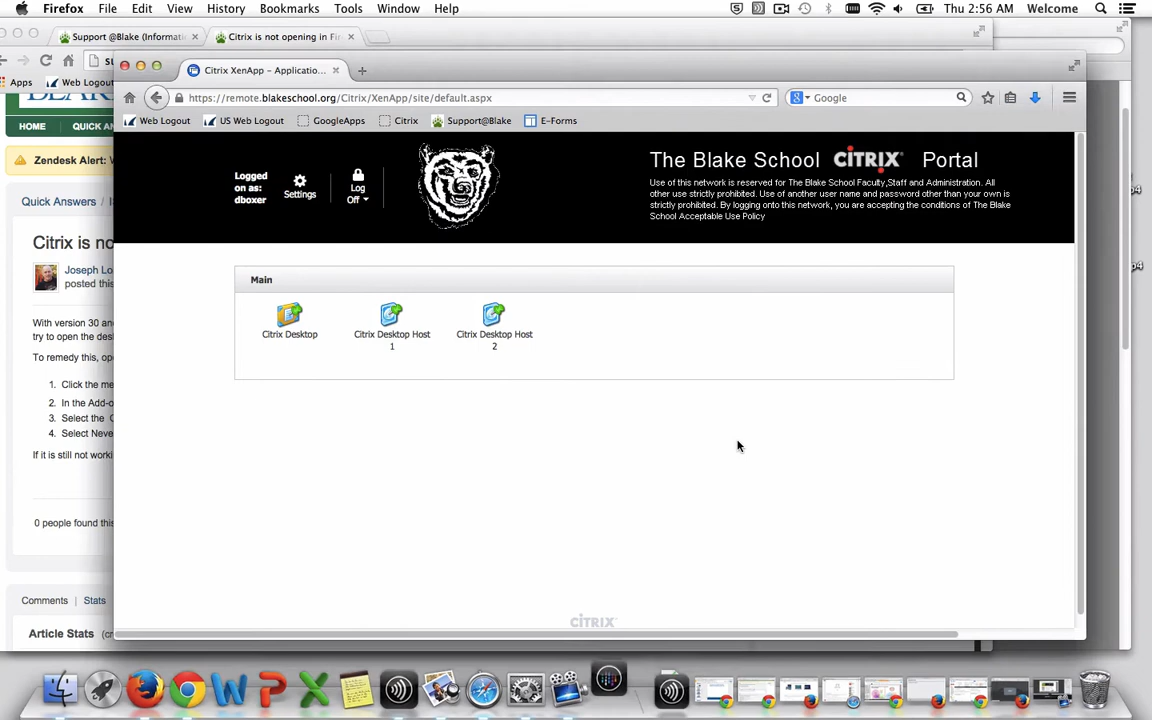 Firefox File Edit View History Bookmarks Tools Window Help Thu 2:56 AM Welcome
Support @Blake (Informati
Citrix is not opening in Fir
Citrix XenApp – Applicatio...
https://remote.blakeschool.org/Citrix/XenApp/site/default.aspx
Google
Apps Web Logout
Web Logout US Web Logout GoogleApps Citrix Support@Blake E-Forms
HOME QUICK AN
Zendesk Alert:
Quick Answers /
Citrix is no
Joseph Lo
posted this
With version 30 an
try to open the des
To remedy this, op
1. Click the me
2. In the Add-o
3. Select the
4. Select Neve
If it is still not worki
0 people found this
Comments | Stats
Article Stats
Logged
on as:
dboxer
Settings
Log
Off
The Blake School CITRIX Portal
Use of this network is reserved for The Blake School Faculty,Staff and Administration. All
other use strictly prohibited. Use of another user name and password other than your own is
strictly prohibited. By logging onto this network, you are accepting the conditions of The Blake
School Acceptable Use Policy
Main
Citrix Desktop
Citrix Desktop Host
1
Citrix Desktop Host
2
CITRIX